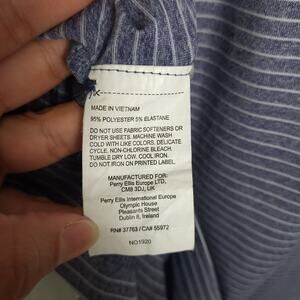 MADE IN VIETNAM
95% POLYESTER 5% ELASTANE
DO NOT USE FABRIC SOFTENERS OR
DRYER SHEETS. MACHINE WASH
COLD WITH LIKE COLORS. DELICATE
CYCLE. NON-CHLORINE BLEACH.
TUMBLE DRY LOW. COOL IRON.
DO NOT IRON ON PRINTED LABEL.
MANUFACTURED FOR:
Perry Ellis Europe LTD,
CM8 3DJ, UK
Perry Ellis International Europe
Olympic House
Pleasants Street
Dublin 8, Ireland
RN# 37763 / CA# 55972
NO1920